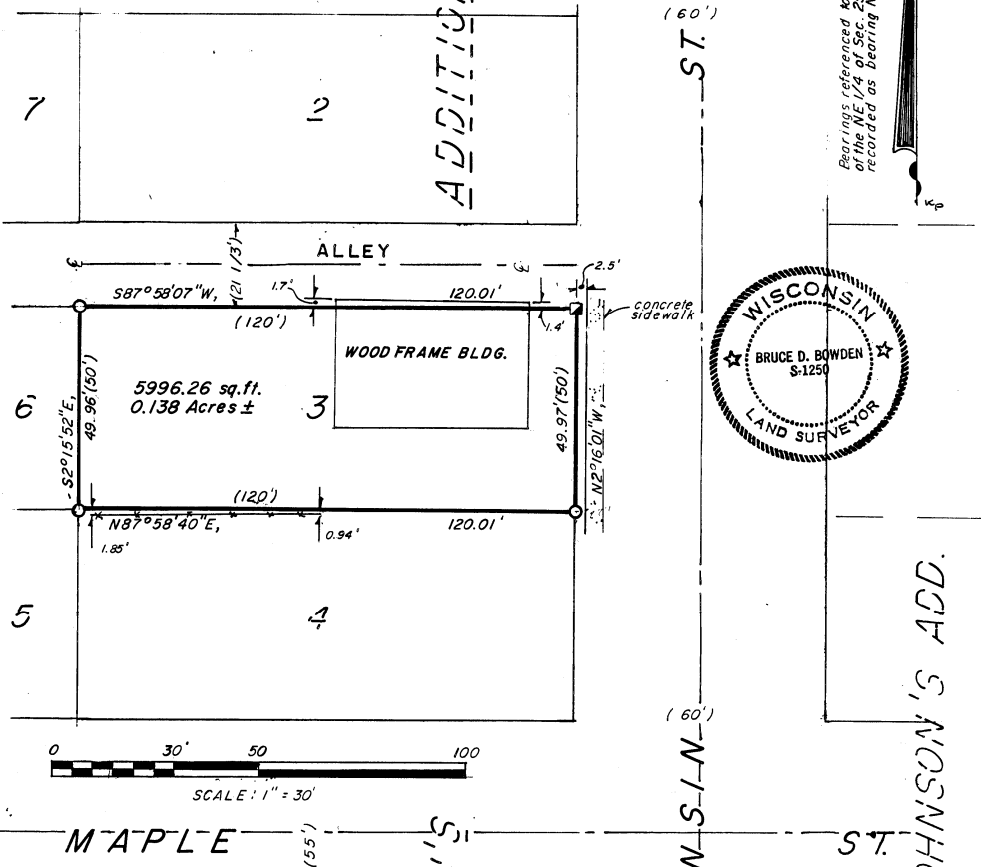 (60')
ST.
ADDITIO
Bearings referenced to
of the NE 1/4 of Sec. 2
recorded as bearing N
7
2
ALLEY
(21 1/3')
2.5'
S87°58'07"W,
1.7'
120.01'
(120')
1.4'
concrete
sidewalk
WOOD FRAME BLDG.
WISCONSIN
BRUCE D. BOWDEN
S-1250
LAND SURVEYOR
5996.26 sq.ft.
0.138 Acres ±
6
3
S2°15'52"E,
49.96'(50')
49.97'(50')
N2°16'01"W,
(120')
N87°58'40"E,
120.01'
1.85'
0.94'
5
4
JOHNSON'S ADD.
(60')
0 30' 50 100
SCALE: 1" = 30'
NSIN
MAPLE
(55')
'S
ST.